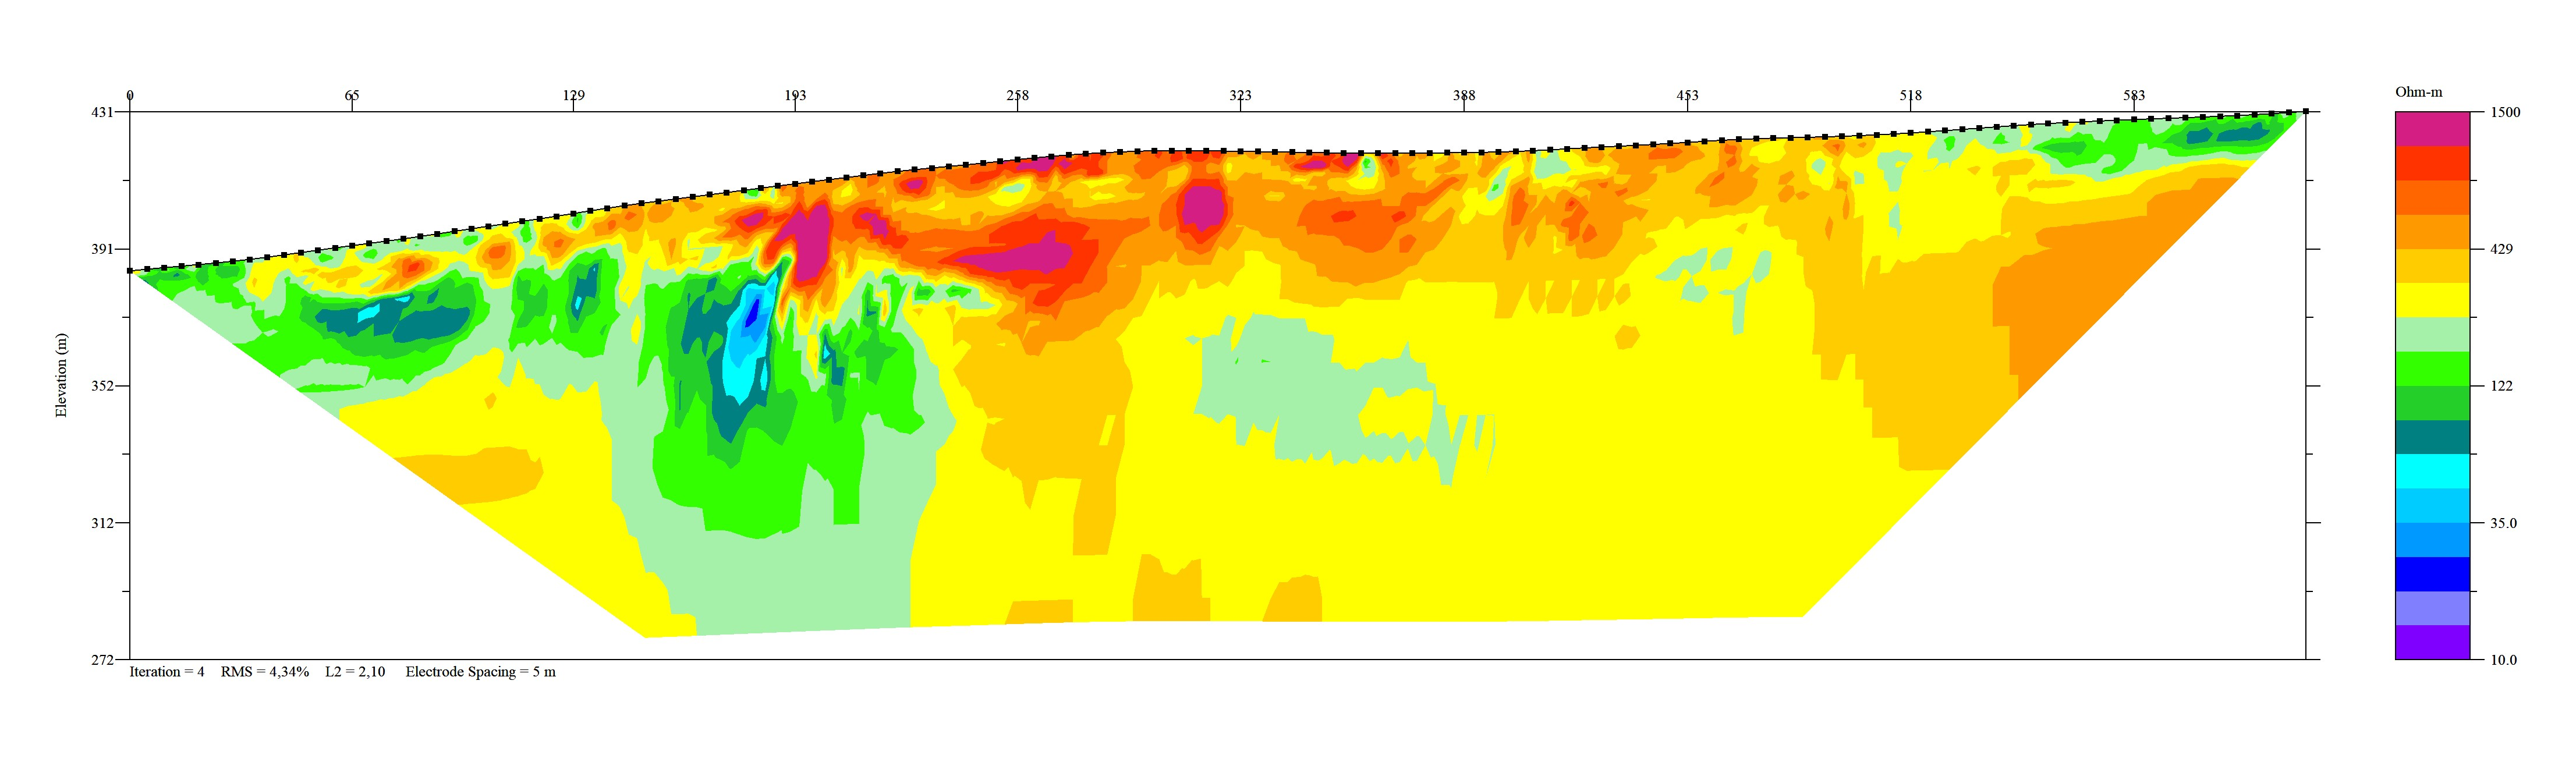 0 65 129 193 258 323 388 453 518 583
Ohm-m
431
391
352
312
272
Elevation (m)
1500
429
122
35.0
10.0
Iteration = 4 RMS = 4,34% L2 = 2,10 Electrode Spacing = 5 m